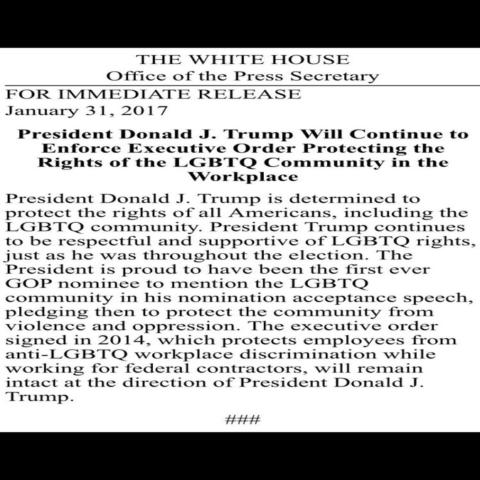 THE WHITE HOUSE
Office of the Press Secretary
FOR IMMEDIATE RELEASE
January 31, 2017
President Donald J. Trump Will Continue to
Enforce Executive Order Protecting the
Rights of the LGBTQ Community in the
Workplace
President Donald J. Trump is determined to
protect the rights of all Americans, including the
LGBTQ community. President Trump continues
to be respectful and supportive of LGBTQ rights,
just as he was throughout the election. The
President is proud to have been the first ever
GOP nominee to mention the LGBTQ
community in his nomination acceptance speech,
pledging then to protect the community from
violence and oppression. The executive order
signed in 2014, which protects employees from
anti-LGBTQ workplace discrimination while
working for federal contractors, will remain
intact at the direction of President Donald J.
Trump.
###